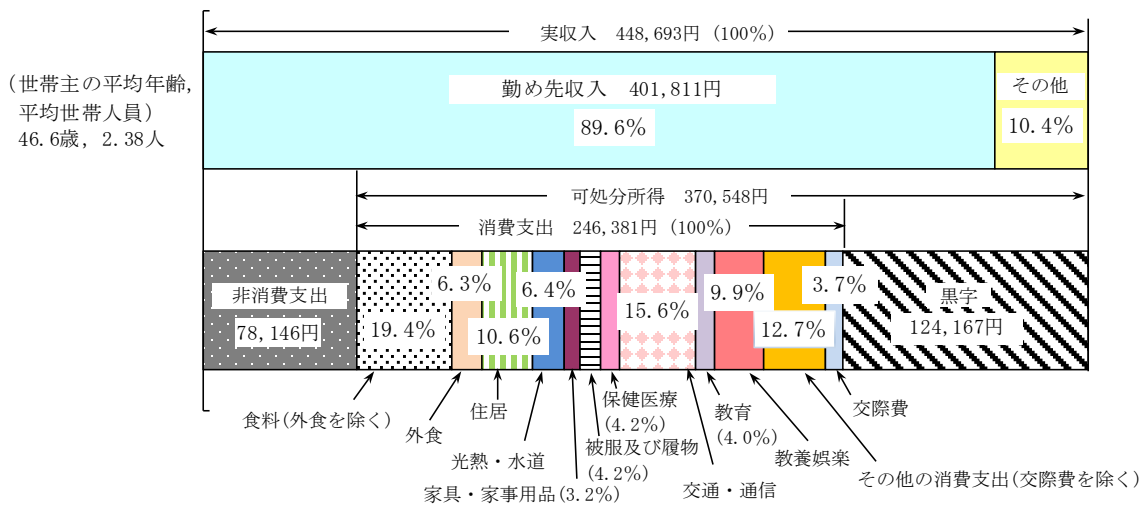 実収入 448,693円 (100%)
(世帯主の平均年齢,
平均世帯人員)
46.6歳, 2.38人
勤め先収入 401,811円
89.6%
その他
10.4%
可処分所得 370,548円
消費支出 246,381円 (100%)
非消費支出
78,146円
19.4%
6.3%
10.6%
6.4%
15.6%
9.9%
12.7%
3.7%
黒字
124,167円
食料(外食を除く)
外食
住居
光熱・水道
家具・家事用品(3.2%)
被服及び履物
(4.2%)
保健医療
(4.2%)
交通・通信
教育
(4.0%)
教養娯楽
その他の消費支出(交際費を除く)
交際費